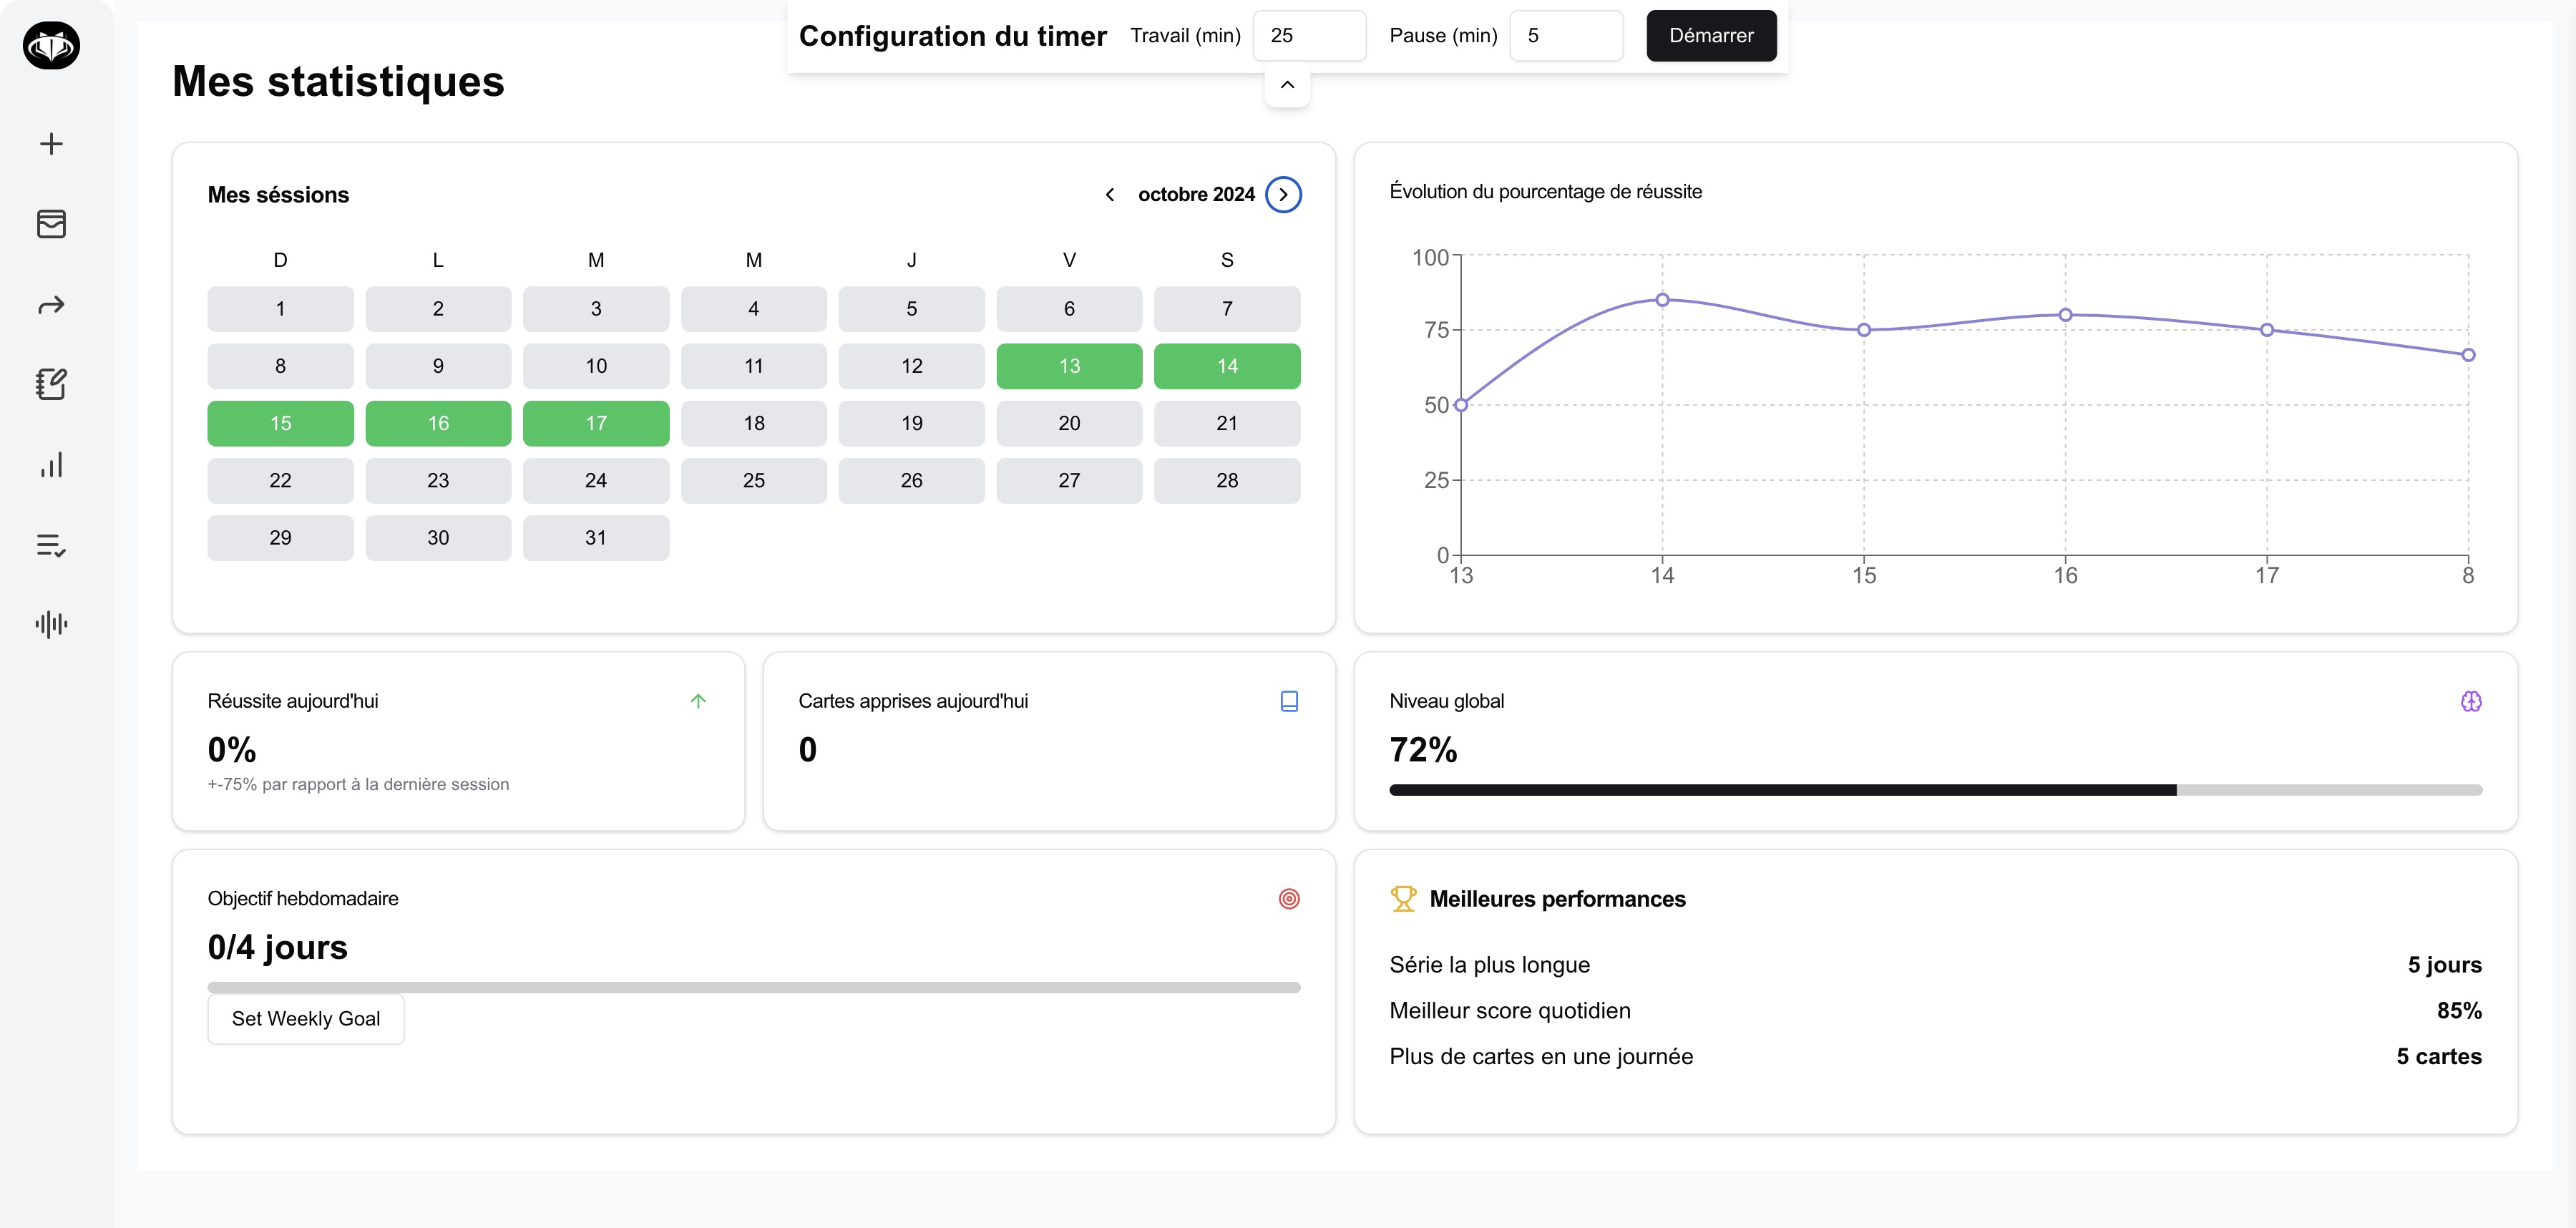 Configuration du timer Travail (min) 25 Pause (min) 5 Démarrer
Mes statistiques
Mes séssions octobre 2024
D L M M J V S
1 2 3 4 5 6 7
8 9 10 11 12 13 14
15 16 17 18 19 20 21
22 23 24 25 26 27 28
29 30 31
Évolution du pourcentage de réussite
100
75
50
25
0
13 14 15 16 17 8
Réussite aujourd'hui
0%
+-75% par rapport à la dernière session
Cartes apprises aujourd'hui
0
Niveau global
72%
Objectif hebdomadaire
0/4 jours
Set Weekly Goal
Meilleures performances
Série la plus longue 5 jours
Meilleur score quotidien 85%
Plus de cartes en une journée 5 cartes